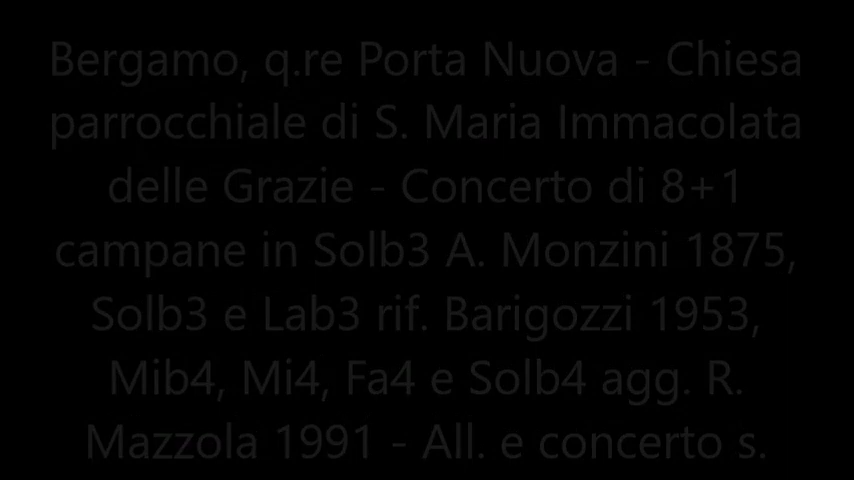 Bergamo, q.re Porta Nuova - Chiesa
parrocchiale di S. Maria Immacolata
delle Grazie - Concerto di 8+1
campane in Solb3 A. Monzini 1875,
Solb3 e Lab3 rif. Barigozzi 1953,
Mib4, Mi4, Fa4 e Solb4 agg. R.
Mazzola 1991 - All. e concerto s.